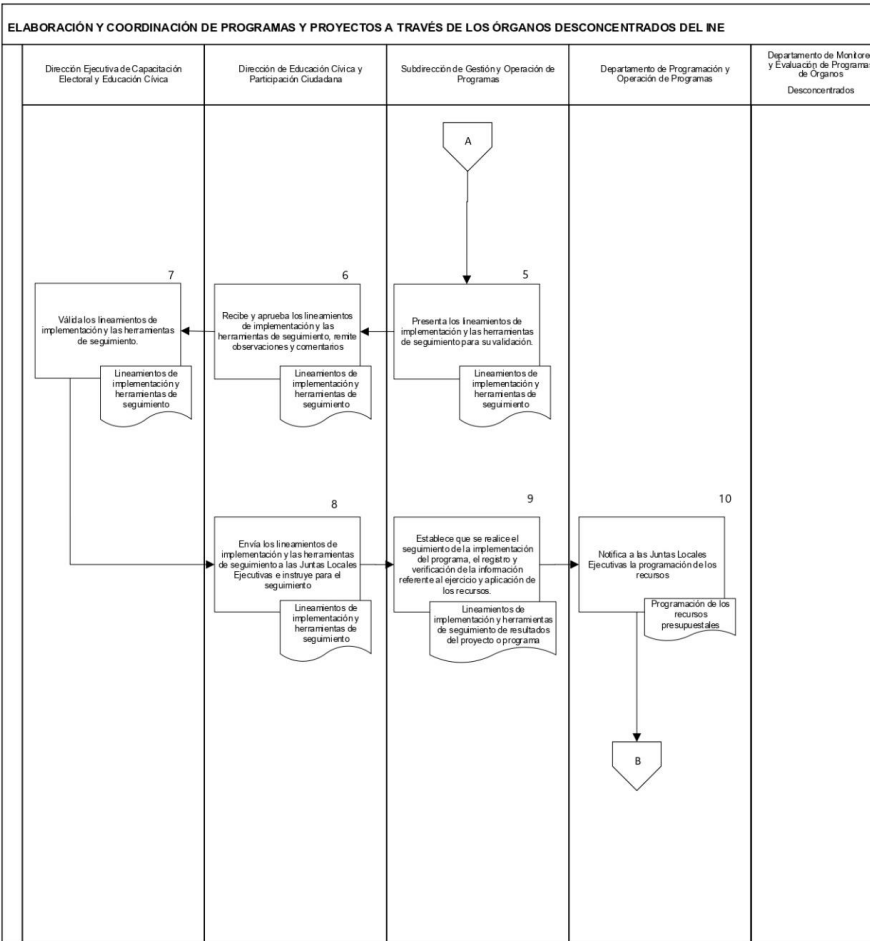 ELABORACIÓN Y COORDINACIÓN DE PROGRAMAS Y PROYECTOS A TRAVÉS DE LOS ÓRGANOS DESCONCENTRADOS DEL INE
Dirección Ejecutiva de Capacitación
Electoral y Educación Cívica
Dirección de Educación Cívica y
Participación Ciudadana
Subdirección de Gestión y Operación de
Programas
Departamento de Programación y
Operación de Programas
Departamento de Monitore
y Evaluación de Programa
de Órganos
Desconcentrados
A
7
Válida los lineamientos de
implementación y las herramientas
de seguimiento.
Lineamientos de
implementación y
herramientas de
seguimiento
6
Recibe y aprueba los lineamientos
de implementación y las
herramientas de seguimiento, remite
observaciones y comentarios
Lineamientos de
implementación y
herramientas de
seguimiento
5
Presenta los lineamientos de
implementación y las herramientas
de seguimiento para su validación.
Lineamientos de
implementación y
herramientas de
seguimiento
8
Envía los lineamientos de
implementación y las herramientas
de seguimiento a las Juntas Locales
Ejecutivas e instruye para el
seguimiento
Lineamientos de
implementación y
herramientas de
seguimiento
9
Establece que se realice el
seguimiento de la implementación
del programa, el registro y
verificación de la información
referente al ejercicio y aplicación de
los recursos.
Lineamientos de
implementación y herramientas
de seguimiento de resultados
del proyecto o programa
10
Notifica a las Juntas Locales
Ejecutivas la programación de los
recursos
Programación de los
recursos
presupuestales
B